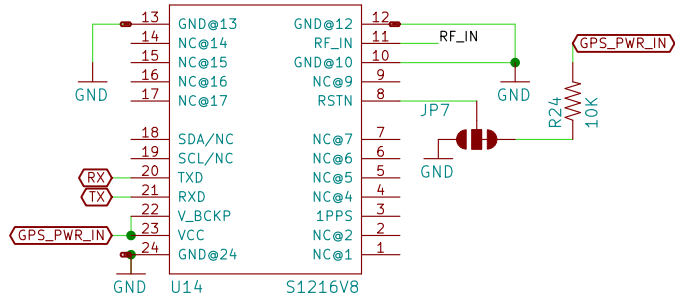 13 GND@13 GND@12 12
14 NC@14 RF_IN 11 RF_IN
15 NC@15 GND@10 10
16 NC@16 NC@9 9
17 NC@17 RSTN 8
GND
GND
GPS_PWR_IN
R24
10K
JP7
GND
18 SDA/NC NC@7 7
19 SCL/NC NC@6 6
RX 20 TXD NC@5 5
TX 21 RXD NC@4 4
22 V_BCKP 1PPS 3
GPS_PWR_IN 23 VCC NC@2 2
24 GND@24 NC@1 1
GND
U14 S1216V8